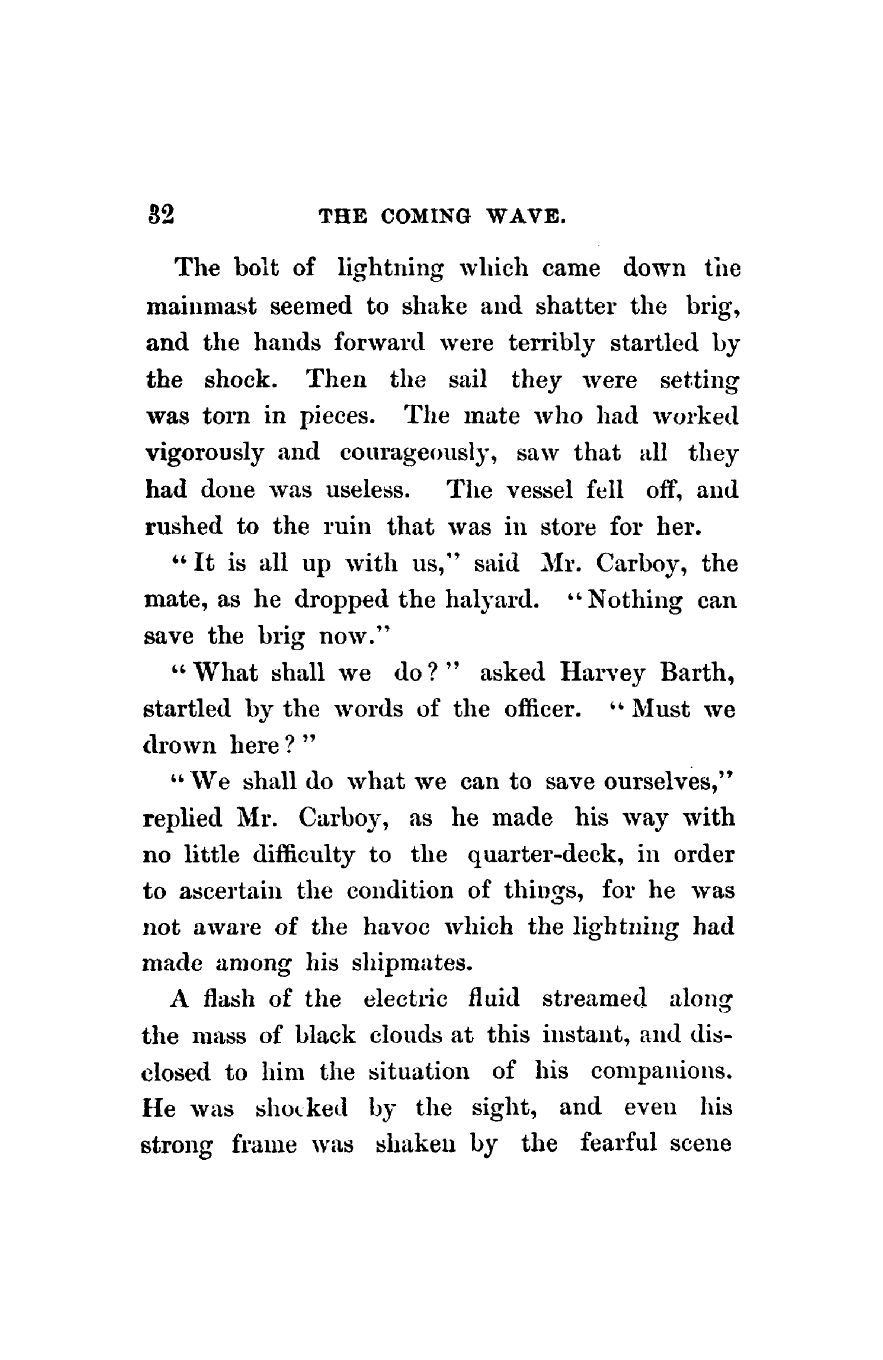 32 THE COMING WAVE.
The bolt of lightning which came down the
mainmast seemed to shake and shatter the brig,
and the hands forward were terribly startled by
the shock. Then the sail they were setting
was torn in pieces. The mate who had worked
vigorously and courageously, saw that all they
had done was useless. The vessel fell off, and
rushed to the ruin that was in store for her.
“It is all up with us,” said Mr. Carboy, the
mate, as he dropped the halyard. “Nothing can
save the brig now.”
“What shall we do?” asked Harvey Barth,
startled by the words of the officer. “Must we
drown here?”
“We shall do what we can to save ourselves,”
replied Mr. Carboy, as he made his way with
no little difficulty to the quarter-deck, in order
to ascertain the condition of things, for he was
not aware of the havoc which the lightning had
made among his shipmates.
A flash of the electric fluid streamed along
the mass of black clouds at this instant, and dis-
closed to him the situation of his companions.
He was shocked by the sight, and even his
strong frame was shaken by the fearful scene